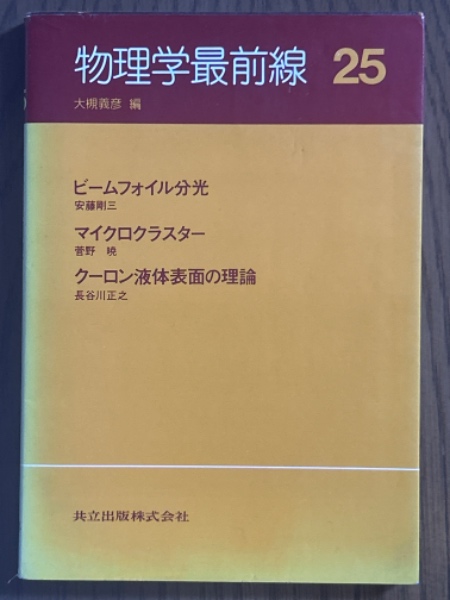 物理学最前線 25
大槻義彦 編
ビームフォイル分光
安藤剛三
マイクロクラスター
菅野 暁
クーロン液体表面の理論
長谷川正之
共立出版株式会社